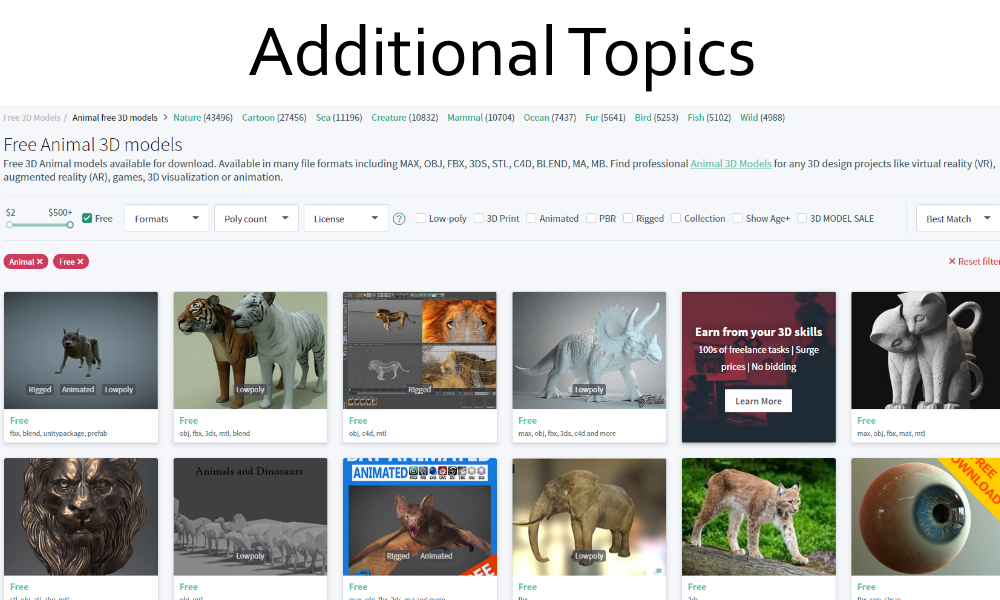 Additional Topics
Free 3D Models / Animal free 3D models > Nature (43496) Cartoon (27456) Sea (11196) Creature (10832) Mammal (10704) Ocean (7437) Fur (5641) Bird (5253) Fish (5102) Wild (4988)
Free Animal 3D models
Free 3D Animal models available for download. Available in many file formats including MAX, OBJ, FBX, 3DS, STL, C4D, BLEND, MA, MB. Find professional Animal 3D Models for any 3D design projects like virtual reality (VR),
augmented reality (AR), games, 3D visualization or animation.
$2 $500+ Free Formats Poly count License ? Low-poly 3D Print Animated PBR Rigged Collection Show Age+ 3D MODEL SALE Best Match
Animal ✕ Free ✕ ✕ Reset filter
Rigged Animated Lowpoly
Lowpoly
Rigged
Lowpoly
Earn from your 3D skills
100s of freelance tasks | Surge
prices | No bidding
Learn More
Free Free Free Free Free
fbx, blend, unitypackage, prefab obj, fbx, 3ds, mtl, blend obj, c4d, mtl max, obj, fbx, 3ds, c4d and more max, obj, fbx, mat, mtl
Animals and Dinosaurs
Lowpoly
ANIMATED
Rigged Animated
Lowpoly
FREE
DOWNLOAD
Free Free Free Free Free Free